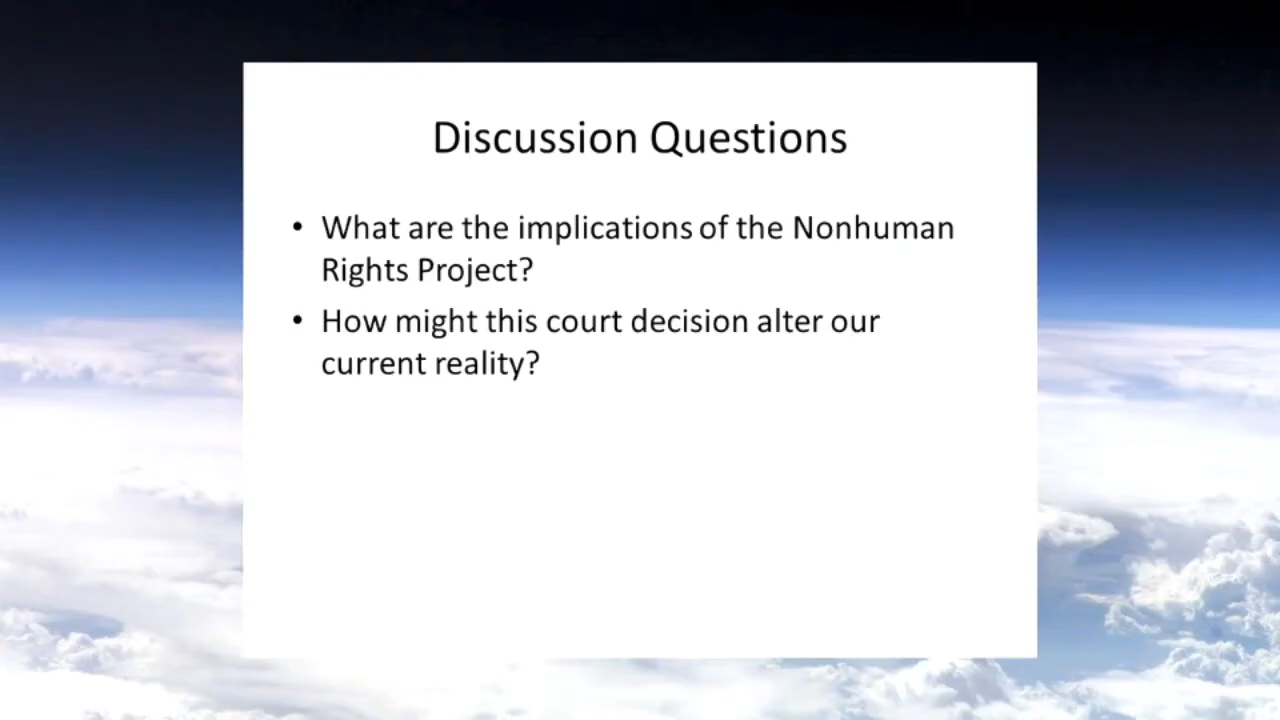 Discussion Questions
• What are the implications of the Nonhuman
Rights Project?
• How might this court decision alter our
current reality?